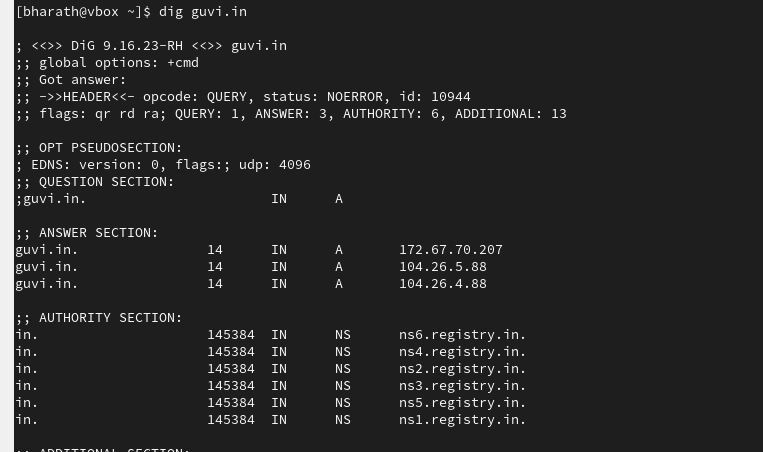 [bharath@vbox ~]$ dig guvi.in

; <<>> DiG 9.16.23-RH <<>> guvi.in
;; global options: +cmd
;; Got answer:
;; ->>HEADER<<- opcode: QUERY, status: NOERROR, id: 10944
;; flags: qr rd ra; QUERY: 1, ANSWER: 3, AUTHORITY: 6, ADDITIONAL: 13

;; OPT PSEUDOSECTION:
; EDNS: version: 0, flags:; udp: 4096
;; QUESTION SECTION:
;guvi.in.                       IN      A

;; ANSWER SECTION:
guvi.in.                14      IN      A       172.67.70.207
guvi.in.                14      IN      A       104.26.5.88
guvi.in.                14      IN      A       104.26.4.88

;; AUTHORITY SECTION:
in.                     145384  IN      NS      ns6.registry.in.
in.                     145384  IN      NS      ns4.registry.in.
in.                     145384  IN      NS      ns2.registry.in.
in.                     145384  IN      NS      ns3.registry.in.
in.                     145384  IN      NS      ns5.registry.in.
in.                     145384  IN      NS      ns1.registry.in.

;; ADDITIONAL SECTION: